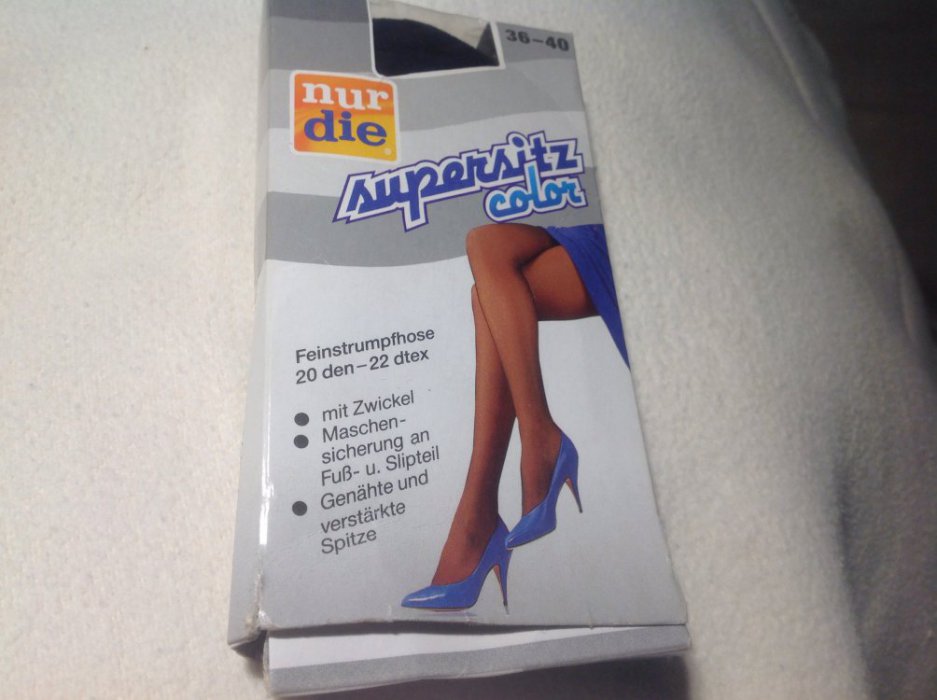 36–40
nur
die
supersitz
color
Feinstrumpfhose
20 den–22 dtex
● mit Zwickel
● Maschen-
sicherung an
Fuß- u. Slipteil
● Genähte und
verstärkte
Spitze